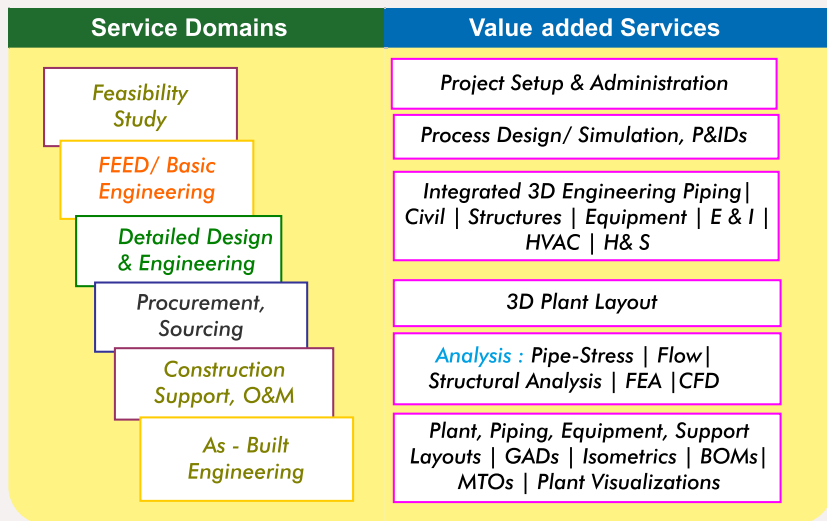 Service Domains
Value added Services
Feasibility
Study
FEED/ Basic
Engineering
Detailed Design
& Engineering
Procurement,
Sourcing
Construction
Support, O&M
As - Built
Engineering
Project Setup & Administration
Process Design/ Simulation, P&IDs
Integrated 3D Engineering Piping|
Civil | Structures | Equipment | E & I |
HVAC | H& S
3D Plant Layout
Analysis : Pipe-Stress | Flow|
Structural Analysis | FEA |CFD
Plant, Piping, Equipment, Support
Layouts | GADs | Isometrics | BOMs|
MTOs | Plant Visualizations